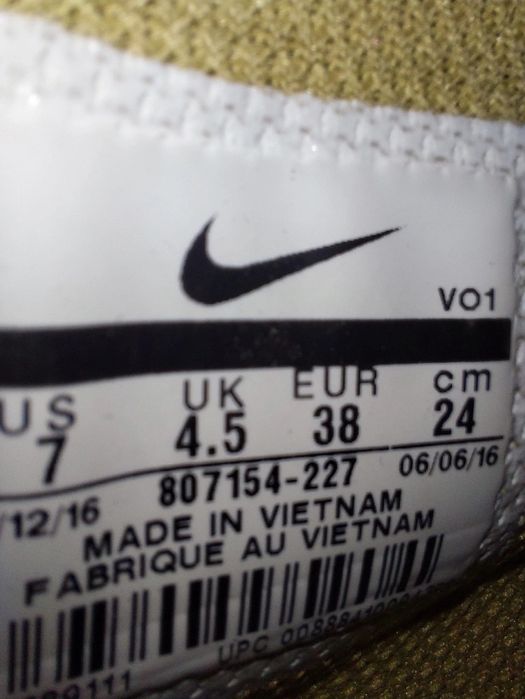 VO1
US UK EUR cm
7 4.5 38 24
/12/16 807154-227 06/06/16
MADE IN VIETNAM
FABRIQUE AU VIETNAM
UPC